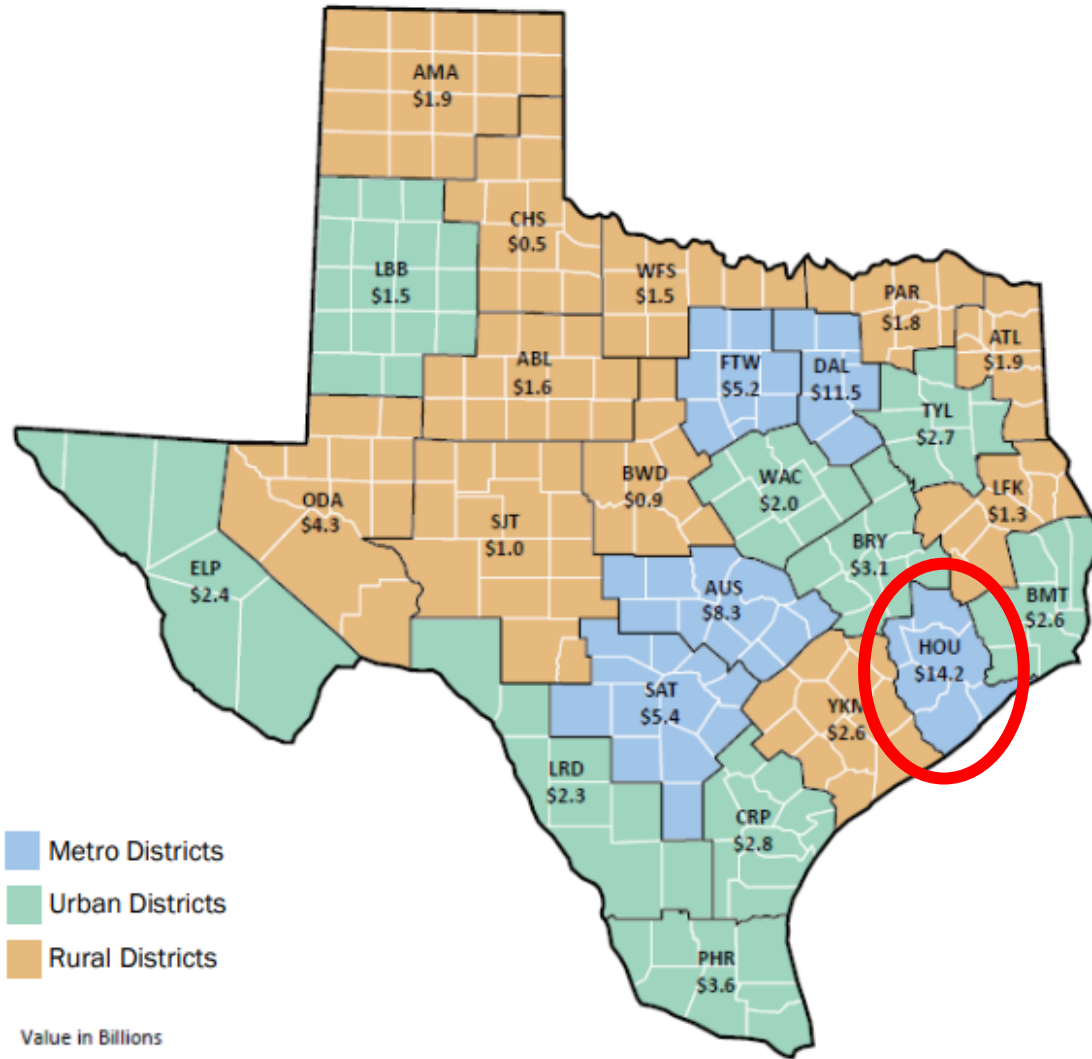 AMA
$1.9
CHS
$0.5
LBB
$1.5
WFS
$1.5
PAR
$1.8
ATL
$1.9
ABL
$1.6
FTW
$5.2
DAL
$11.5
TYL
$2.7
WAC
$2.0
BWD
$0.9
LFK
$1.3
ODA
$4.3
SJT
$1.0
BRY
$3.1
ELP
$2.4
AUS
$8.3
BMT
$2.6
HOU
$14.2
SAT
$5.4
YKM
$2.6
LRD
$2.3
CRP
$2.8
PHR
$3.6
Metro Districts
Urban Districts
Rural Districts
Value in Billions